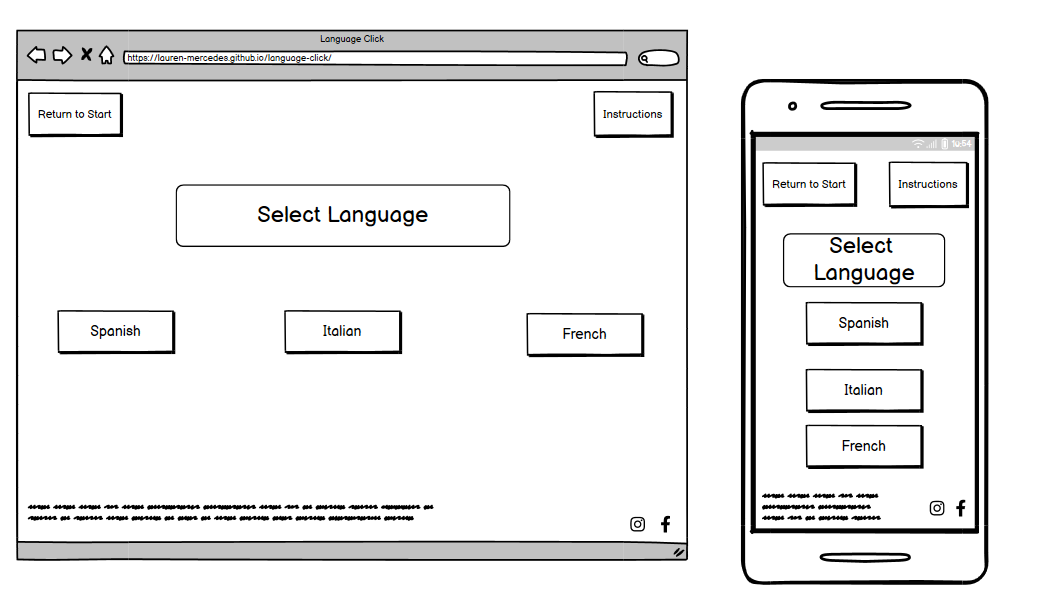 Language Click
https://lauren-mercedes.github.io/language-click/
Return to Start
Instructions
Select Language
Spanish
Italian
French
10:54
Return to Start
Instructions
Select
Language
Spanish
Italian
French